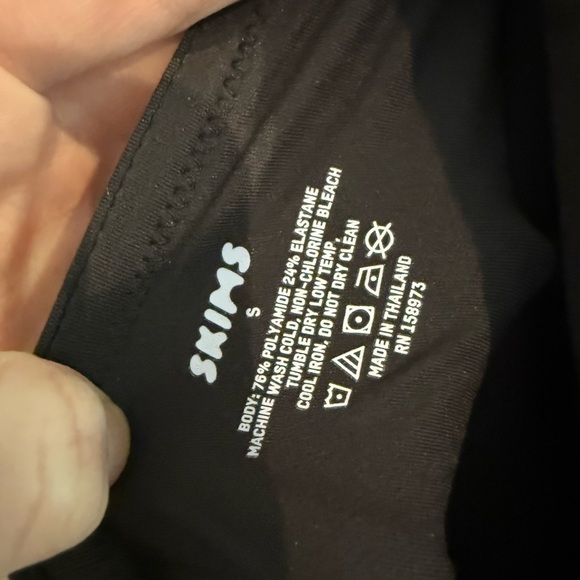 SKIMS
S
BODY: 76% POLYAMIDE 24% ELASTANE
MACHINE WASH COLD, NON-CHLORINE BLEACH
TUMBLE DRY LOW TEMP,
COOL IRON, DO NOT DRY CLEAN
MADE IN THAILAND
RN 158973